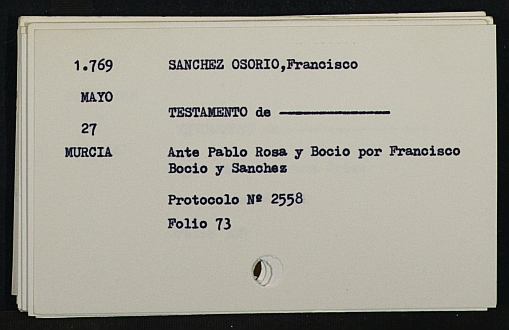 1.769 SANCHEZ OSORIO,Francisco
MAYO
TESTAMENTO de ——————
27
MURCIA Ante Pablo Rosa y Bocio por Francisco
Bocio y Sanchez
Protocolo Nº 2558
Folio 73